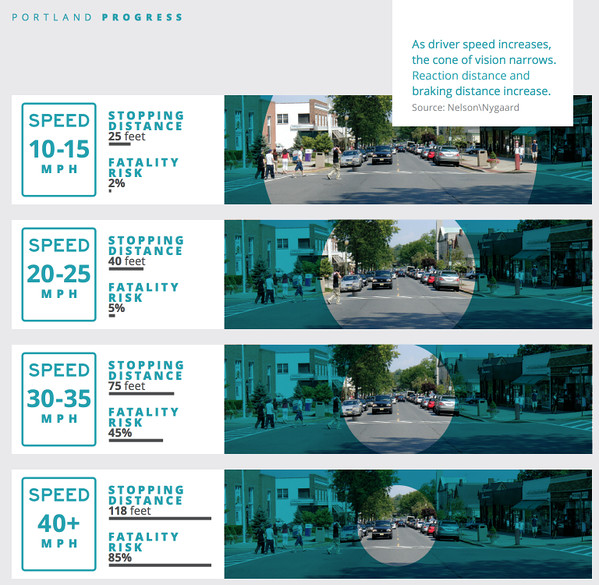 PORTLAND PROGRESS
As driver speed increases,
the cone of vision narrows.
Reaction distance and
braking distance increase.
Source: Nelson\Nygaard
SPEED
10-15
MPH
STOPPING
DISTANCE
25 feet
FATALITY
RISK
2%
SPEED
20-25
MPH
STOPPING
DISTANCE
40 feet
FATALITY
RISK
5%
SPEED
30-35
MPH
STOPPING
DISTANCE
75 feet
FATALITY
RISK
45%
SPEED
40+
MPH
STOPPING
DISTANCE
118 feet
FATALITY
RISK
85%